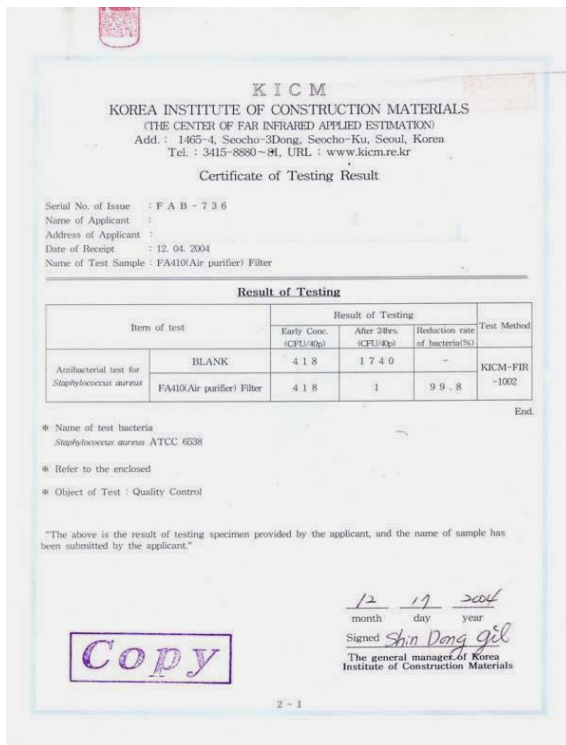 K I C M
KOREA INSTITUTE OF CONSTRUCTION MATERIALS
(THE CENTER OF FAR INFRARED APPLIED ESTIMATION)
Add. : 1465-4, Seocho-3Dong, Seocho-Ku, Seoul, Korea
Tel. : 3415-8880~81, URL : www.kicm.re.kr
Certificate of Testing Result
Serial No. of Issue : F A B - 7 3 6
Name of Applicant :
Address of Applicant :
Date of Receipt : 12. 04. 2004
Name of Test Sample : FA410(Air purifier) Filter
Result of Testing
Item of test
Result of Testing
Test Method
Early Conc. (CFU/40p)
After 24hrs. (CFU/40p)
Reduction rate of bacteria(%)
Antibacterial test for Staphylococcus aureus
BLANK 4 1 8 1 7 4 0 -
FA410(Air purifier) Filter 4 1 8 1 9 9 . 8
KICM-FIR -1002
End.
※ Name of test bacteria
Staphylococcus aureus ATCC 6538
※ Refer to the enclosed
※ Object of Test : Quality Control
"The above is the result of testing specimen provided by the applicant, and the name of sample has
been submitted by the applicant."
12 17 2004
month day year
Signed Shin Dong gil
The general manager of Korea
Institute of Construction Materials
Copy
2 - 1